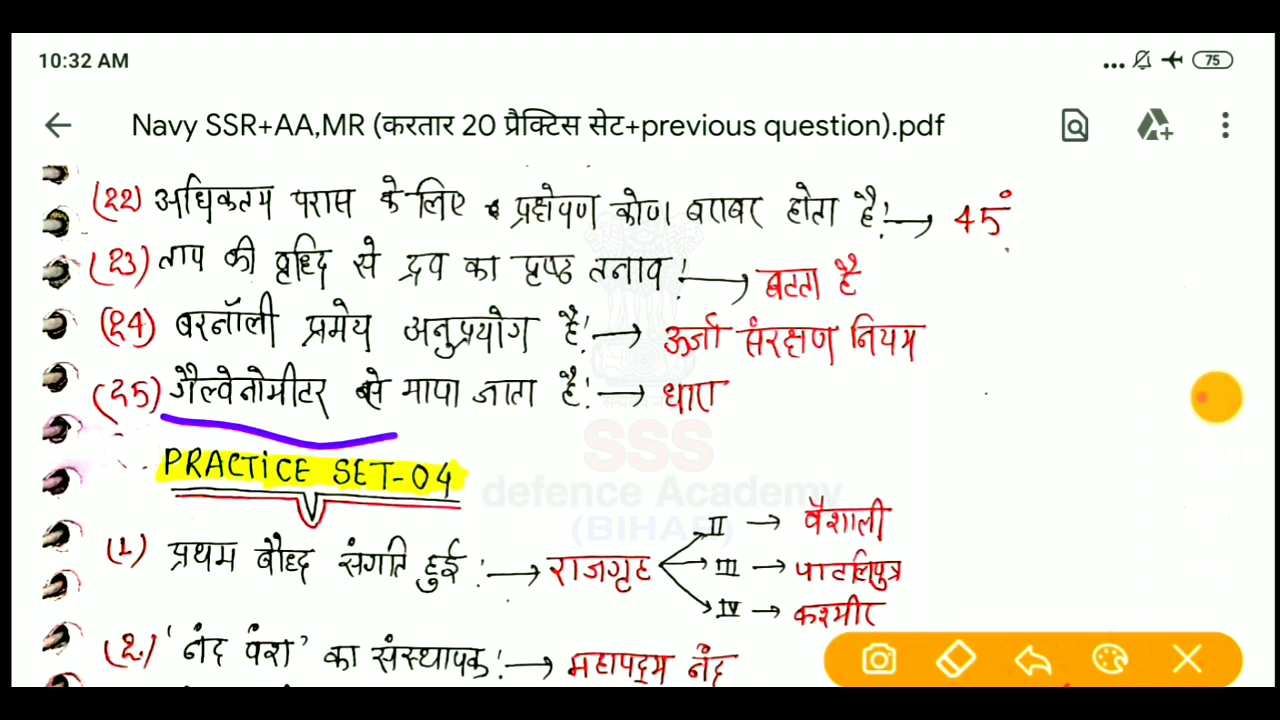 10:32 AM
75
Navy SSR+AA,MR (करतार 20 प्रैक्टिस सेट+previous question).pdf
(22) अधिकतम परास के लिए प्रक्षेपण कोण बराबर होता है! → 45°
(23) ताप की वृद्धि से द्रव का पृष्ठ तनाव! → घटता है
(24) बरनॉली प्रमेय अनुप्रयोग है! → ऊर्जा संरक्षण नियम
(25) गैल्वेनोमीटर से मापा जाता है! → धारा
SSS
PRACTICE SET-04
defence Academy
(BIHAR)
II → वैशाली
(1) प्रथम बौध्द संगति हुई! → राजगृह III → पाटलिपुत्र
IV → कश्मीर
(2.) 'नंद वंश' का संस्थापक! → महापद्म नंद